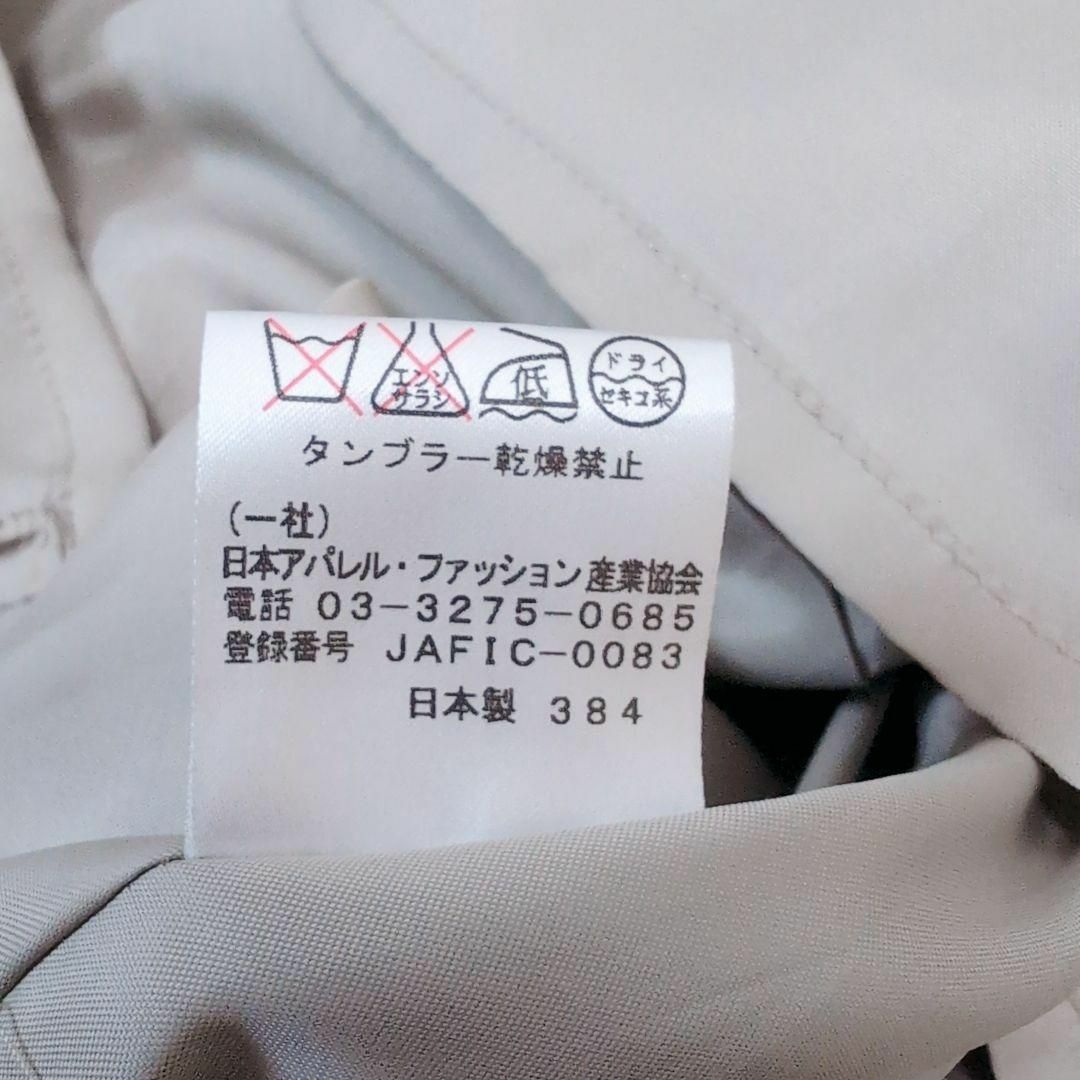 エンソ
サラシ
低
ドライ
セキユ系
タンブラー乾燥禁止
(一社)
日本アパレル・ファッション産業協会
電話 03-3275-0685
登録番号 JAFIC-0083
日本製 384